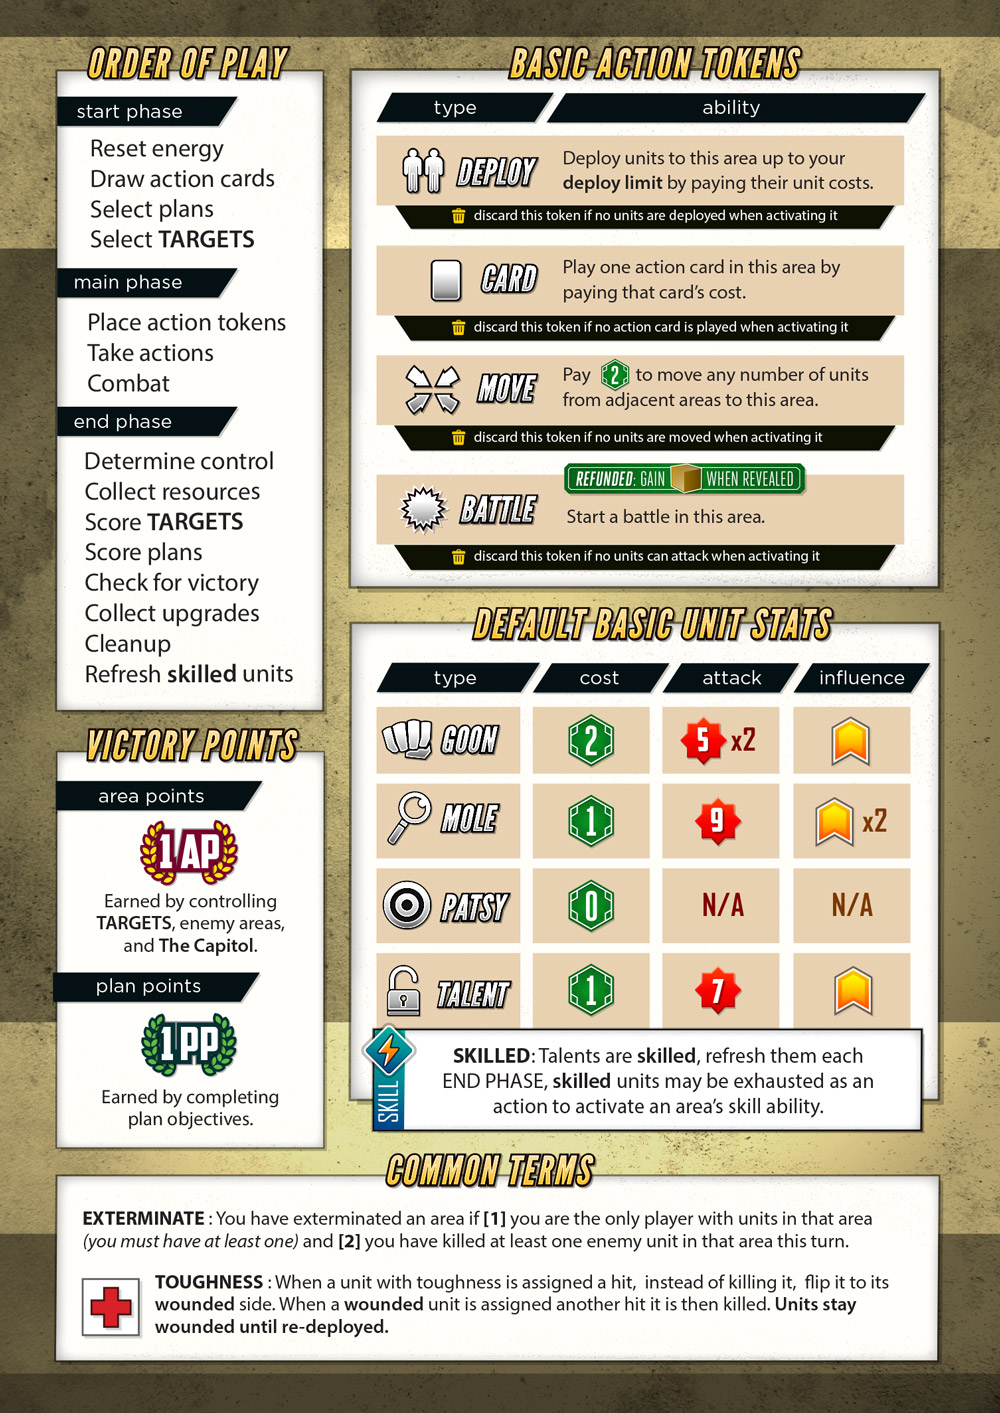 ORDER OF PLAY
start phase
Reset energy
Draw action cards
Select plans
Select TARGETS
main phase
Place action tokens
Take actions
Combat
end phase
Determine control
Collect resources
Score TARGETS
Score plans
Check for victory
Collect upgrades
Cleanup
Refresh skilled units
VICTORY POINTS
area points
1AP
Earned by controlling
TARGETS, enemy areas,
and The Capitol.
plan points
1PP
Earned by completing
plan objectives.
BASIC ACTION TOKENS
type ability
DEPLOY
Deploy units to this area up to your
deploy limit by paying their unit costs.
discard this token if no units are deployed when activating it
CARD
Play one action card in this area by
paying that card's cost.
discard this token if no action card is played when activating it
MOVE
Pay 2 to move any number of units
from adjacent areas to this area.
discard this token if no units are moved when activating it
REFUNDED: GAIN WHEN REVEALED
BATTLE
Start a battle in this area.
discard this token if no units can attack when activating it
DEFAULT BASIC UNIT STATS
type cost attack influence
GOON 2 5 x2
MOLE 1 9 x2
PATSY 0 N/A N/A
TALENT 1 7
SKILL
SKILLED: Talents are skilled, refresh them each
END PHASE, skilled units may be exhausted as an
action to activate an area's skill ability.
COMMON TERMS
EXTERMINATE : You have exterminated an area if [1] you are the only player with units in that area
(you must have at least one) and [2] you have killed at least one enemy unit in that area this turn.
TOUGHNESS : When a unit with toughness is assigned a hit, instead of killing it, flip it to its
wounded side. When a wounded unit is assigned another hit it is then killed. Units stay
wounded until re-deployed.